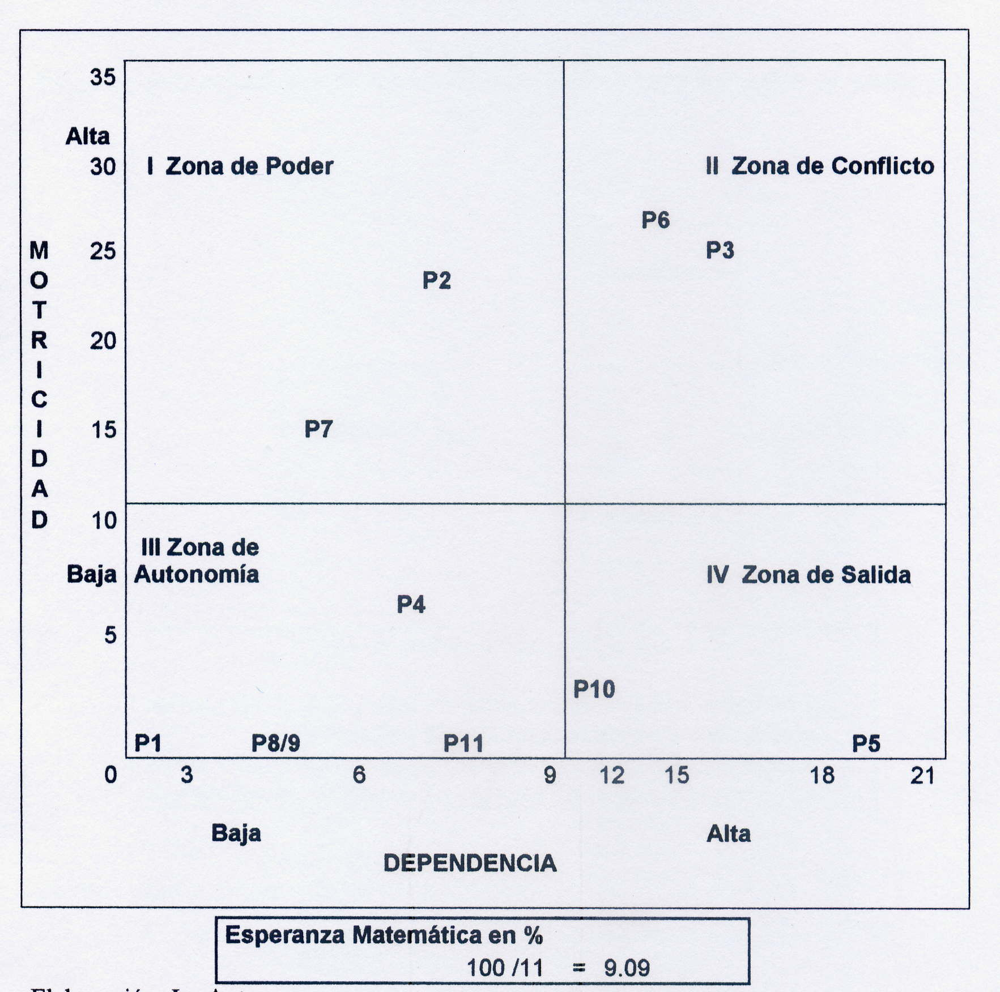 35
Alta
30 I Zona de Poder II Zona de Conflicto
P6
25 P3
P2
MOTRICIDAD
20
15 P7
10
III Zona de
Baja Autonomía IV Zona de Salida
P4
5
P10
P1 P8/9 P11 P5
0 3 6 9 12 15 18 21
Baja Alta
DEPENDENCIA
Esperanza Matemática en %
100 /11 = 9.09